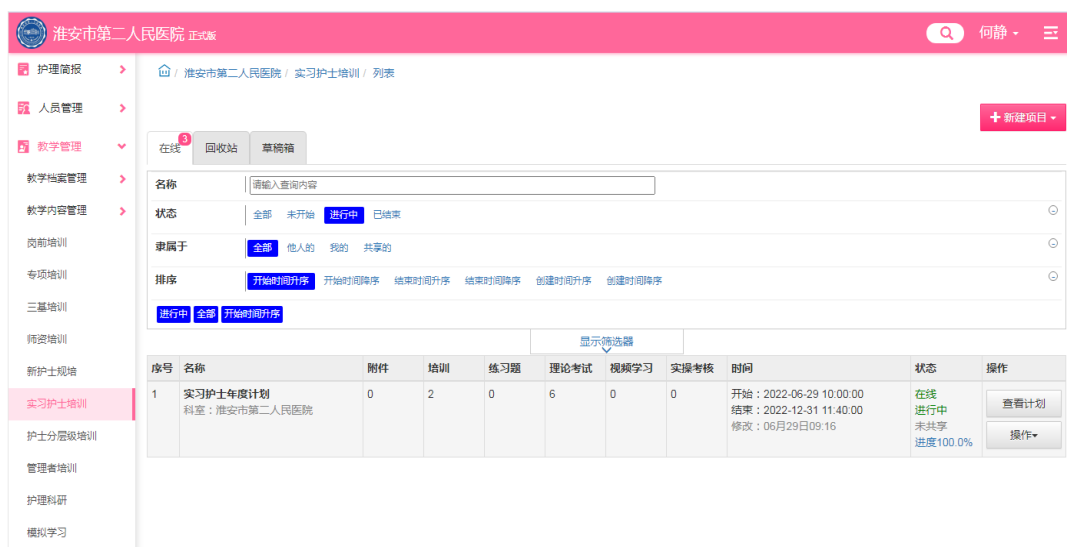 淮安市第二人民医院 正式版
何静
护理简报
人员管理
教学管理
教学档案管理
教学内容管理
岗前培训
专项培训
三基培训
师资培训
新护士规培
实习护士培训
护士分层级培训
管理者培训
护理科研
模拟学习
/ 淮安市第二人民医院 / 实习护士培训 / 列表
新建项目
在线 3 回收站 草稿箱
名称 请输入查询内容
状态 全部 未开始 进行中 已结束
隶属于 全部 他人的 我的 共享的
排序 开始时间升序 开始时间降序 结束时间升序 结束时间降序 创建时间升序 创建时间降序
进行中 全部 开始时间升序
显示筛选器
序号 名称 附件 培训 练习题 理论考试 视频学习 实操考核 时间 状态 操作
1 实习护士年度计划 0 2 0 6 0 0 开始：2022-06-29 10:00:00 在线 查看计划
科室：淮安市第二人民医院 结束：2022-12-31 11:40:00 进行中
修改：06月29日09:16 未共享 操作
进度100.0%